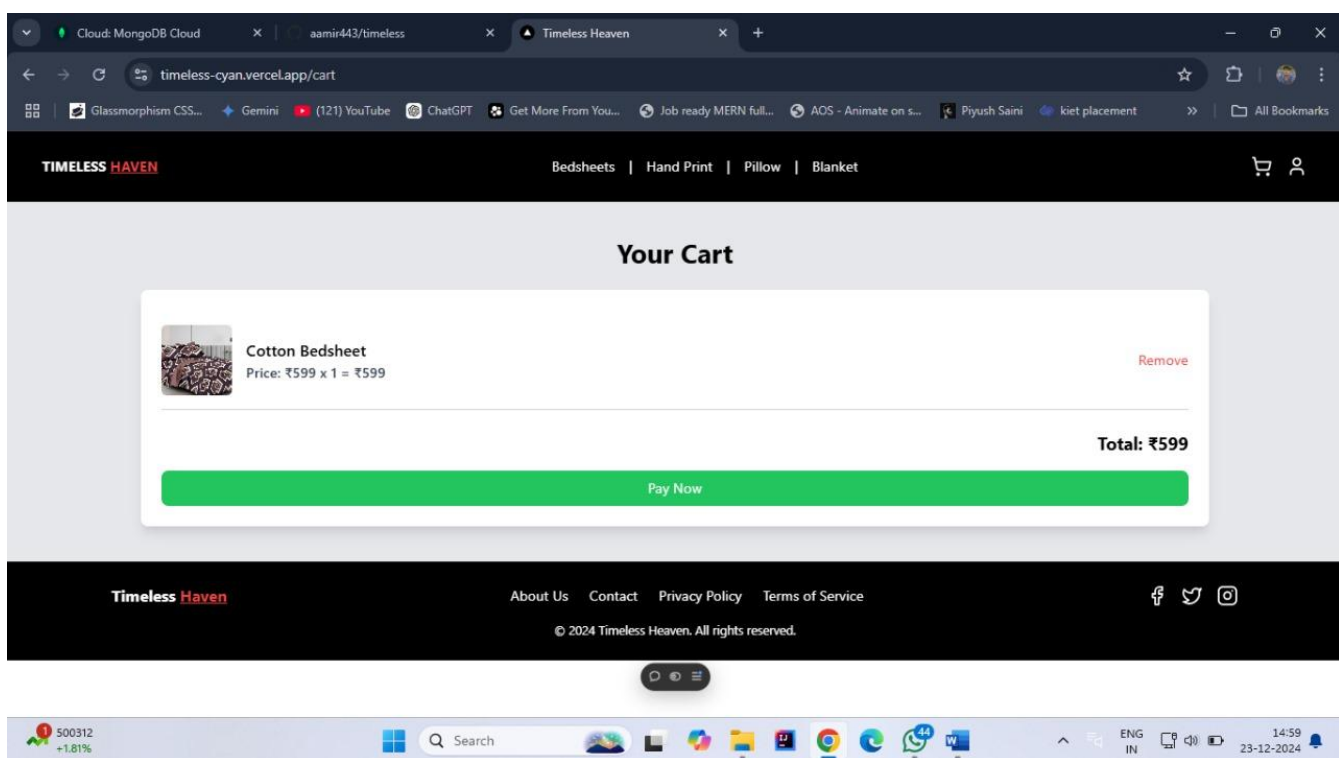 Cloud: MongoDB Cloud
aamir443/timeless
Timeless Heaven
timeless-cyan.vercel.app/cart
Glassmorphism CSS... Gemini (121) YouTube ChatGPT Get More From You... Job ready MERN full... AOS - Animate on s... Piyush Saini kiet placement » All Bookmarks
TIMELESS HAVEN
Bedsheets | Hand Print | Pillow | Blanket
Your Cart
Cotton Bedsheet
Price: ₹599 x 1 = ₹599
Remove
Total: ₹599
Pay Now
Timeless Haven
About Us Contact Privacy Policy Terms of Service
© 2024 Timeless Heaven. All rights reserved.
1
500312
+1.81%
Search
44
ENG
IN
14:59
23-12-2024